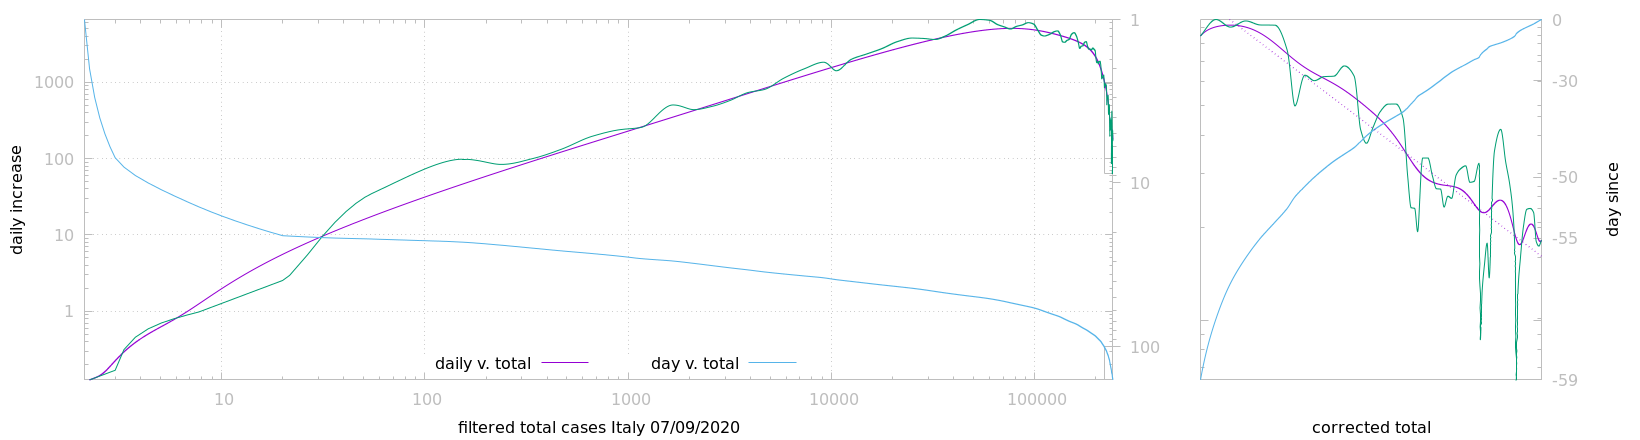 daily increase
1000
100
10
1
1
10
100
daily v. total
day v. total
10
100
1000
10000
100000
filtered total cases Italy 07/09/2020
0
-30
-50
-55
-59
day since
corrected total